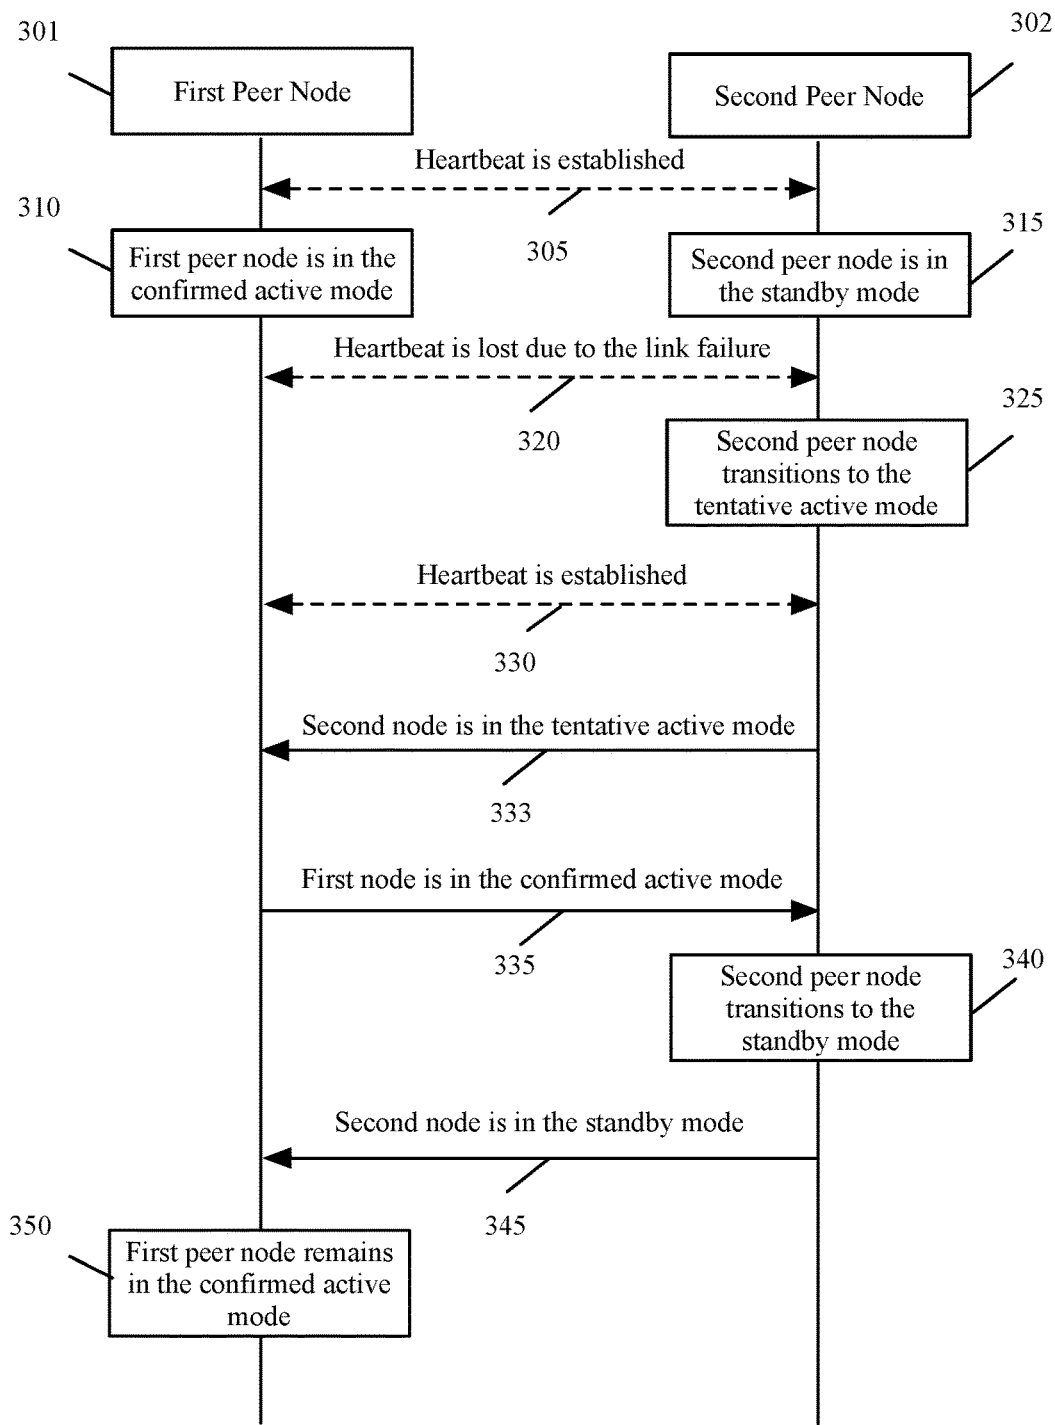 301
302
First Peer Node
Second Peer Node
Heartbeat is established
305
310
First peer node is in the
confirmed active mode
315
Second peer node is in
the standby mode
Heartbeat is lost due to the link failure
320
325
Second peer node
transitions to the
tentative active mode
Heartbeat is established
330
Second node is in the tentative active mode
333
First node is in the confirmed active mode
335
340
Second peer node
transitions to the
standby mode
Second node is in the standby mode
345
350
First peer node remains
in the confirmed active
mode